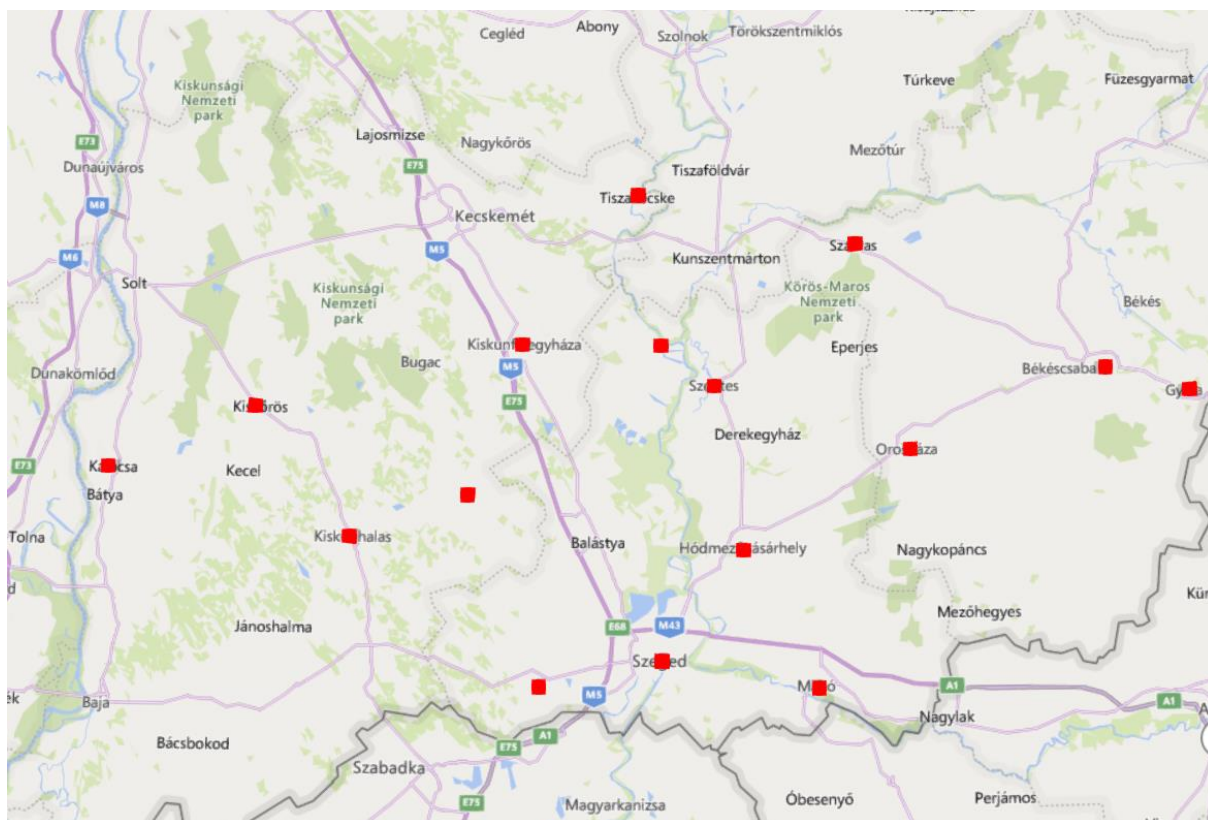 Cegléd
Abony
Szolnok
Törökszentmiklós
Kiskunsági
Nemzeti
park
Túrkeve
Füzesgyarmat
E73
Lajosmizse
Nagykőrös
E75
Mezőtúr
Dunaújváros
Tiszaföldvár
M8
Kecskemét
M5
M6
Kunszentmárton
Solt
Kiskunsági
Nemzeti
park
Körös-Maros
Nemzeti
park
Békés
Eperjes
Bugac
M5
Dunakömlőd
Békéscsaba
E75
Derekegyház
E73
Kecel
Bátya
Tolna
Balástya
Nagykopáncs
Mezőhegyes
Jánoshalma
E68
M43
Baja
M5
A1
A1
Nagylak
Bácsbokod
E75
A1
Szabadka
E75
Magyarkanizsa
Óbesenyő
Perjámos